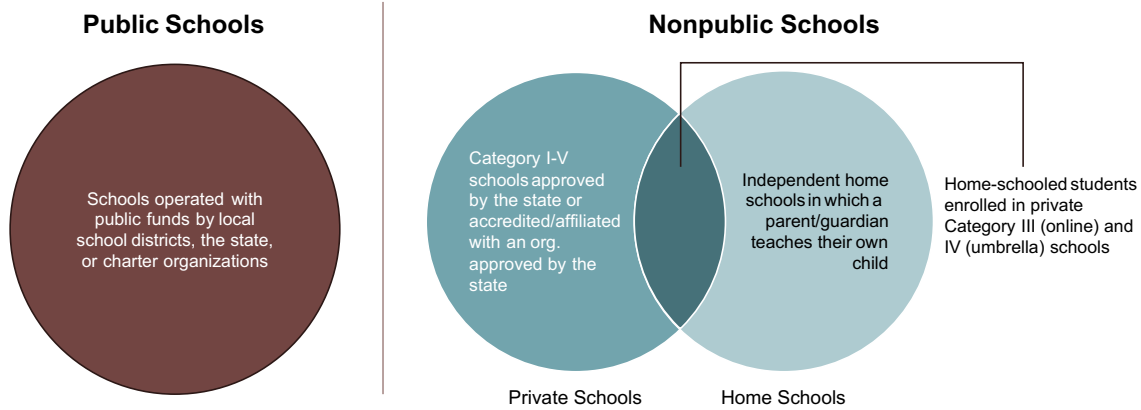 Public Schools
Schools operated with
public funds by local
school districts, the state,
or charter organizations
Nonpublic Schools
Category I-V
schools approved
by the state or
accredited/affiliated
with an org.
approved by the
state
Independent home
schools in which a
parent/guardian
teaches their own
child
Home-schooled students
enrolled in private
Category III (online) and
IV (umbrella) schools
Private Schools
Home Schools